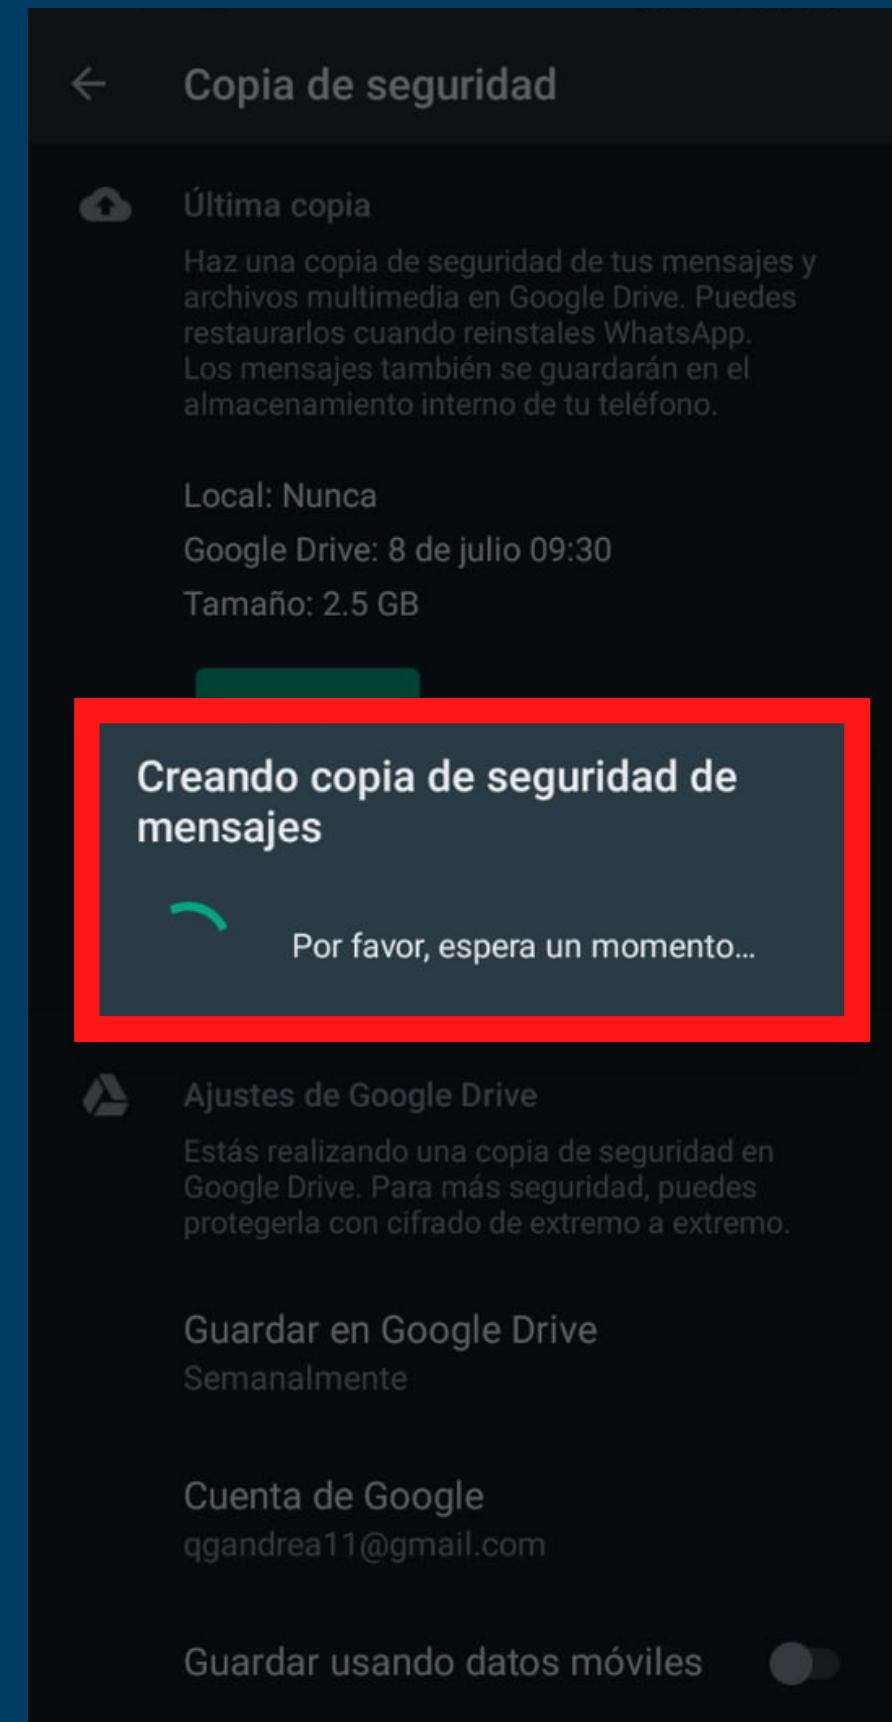 Copia de seguridad
Última copia
Haz una copia de seguridad de tus mensajes y
archivos multimedia en Google Drive. Puedes
restaurarlos cuando reinstales WhatsApp.
Los mensajes también se guardarán en el
almacenamiento interno de tu teléfono.
Local: Nunca
Google Drive: 8 de julio 09:30
Tamaño: 2.5 GB
Creando copia de seguridad de
mensajes
Por favor, espera un momento...
Ajustes de Google Drive
Estás realizando una copia de seguridad en
Google Drive. Para más seguridad, puedes
protegerla con cifrado de extremo a extremo.
Guardar en Google Drive
Semanalmente
Cuenta de Google
qgandrea11@gmail.com
Guardar usando datos móviles